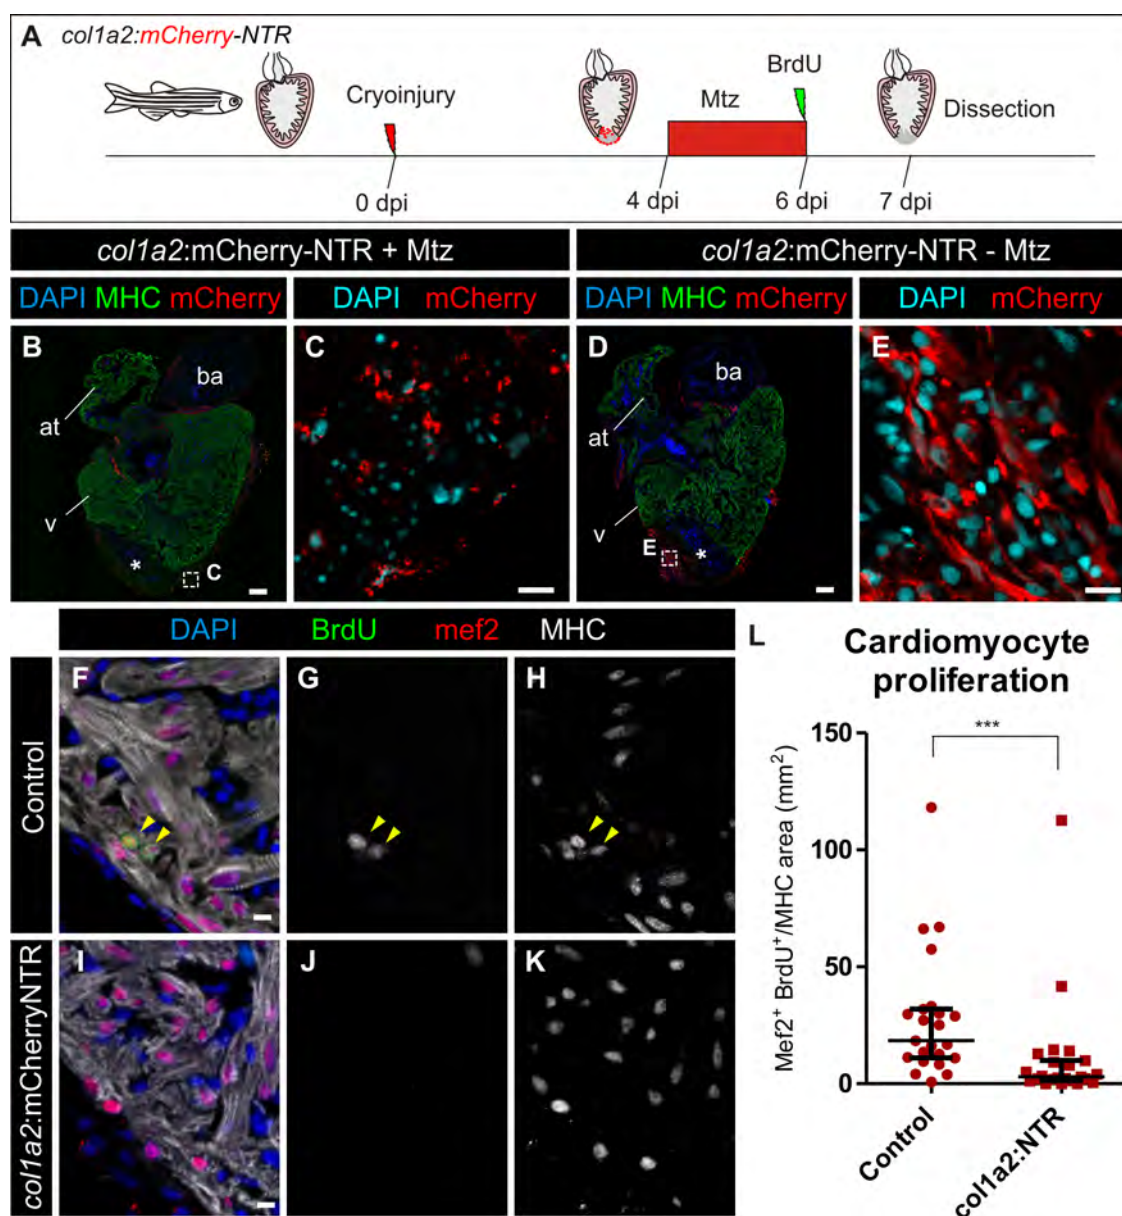 A col1a2:mCherry-NTR
Cryoinjury
Mtz
BrdU
Dissection
0 dpi
4 dpi
6 dpi
7 dpi
col1a2:mCherry-NTR + Mtz
col1a2:mCherry-NTR - Mtz
DAPI MHC mCherry
DAPI mCherry
DAPI MHC mCherry
DAPI mCherry
B
ba
at
v
*
C
C
D
ba
at
v
E
*
E
DAPI BrdU mef2 MHC
Control
F
G
H
col1a2:mCherryNTR
I
J
K
L
Cardiomyocyte
proliferation
***
Mef2⁺ BrdU⁺/MHC area (mm²)
150
100
50
0
Control
col1a2:NTR